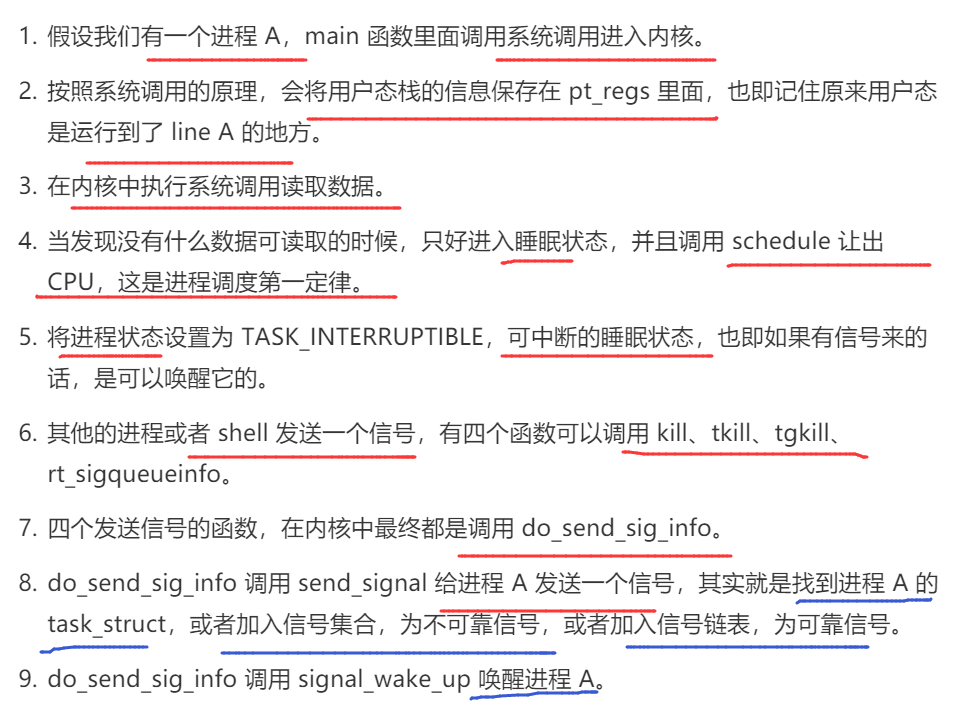 1. 假设我们有一个进程 A，main 函数里面调用系统调用进入内核。
2. 按照系统调用的原理，会将用户态栈的信息保存在 pt_regs 里面，也即记住原来用户态
是运行到了 line A 的地方。
3. 在内核中执行系统调用读取数据。
4. 当发现没有什么数据可读取的时候，只好进入睡眠状态，并且调用 schedule 让出
CPU，这是进程调度第一定律。
5. 将进程状态设置为 TASK_INTERRUPTIBLE，可中断的睡眠状态，也即如果有信号来的
话，是可以唤醒它的。
6. 其他的进程或者 shell 发送一个信号，有四个函数可以调用 kill、tkill、tgkill、
rt_sigqueueinfo。
7. 四个发送信号的函数，在内核中最终都是调用 do_send_sig_info。
8. do_send_sig_info 调用 send_signal 给进程 A 发送一个信号，其实就是找到进程 A 的
task_struct，或者加入信号集合，为不可靠信号，或者加入信号链表，为可靠信号。
9. do_send_sig_info 调用 signal_wake_up 唤醒进程 A。